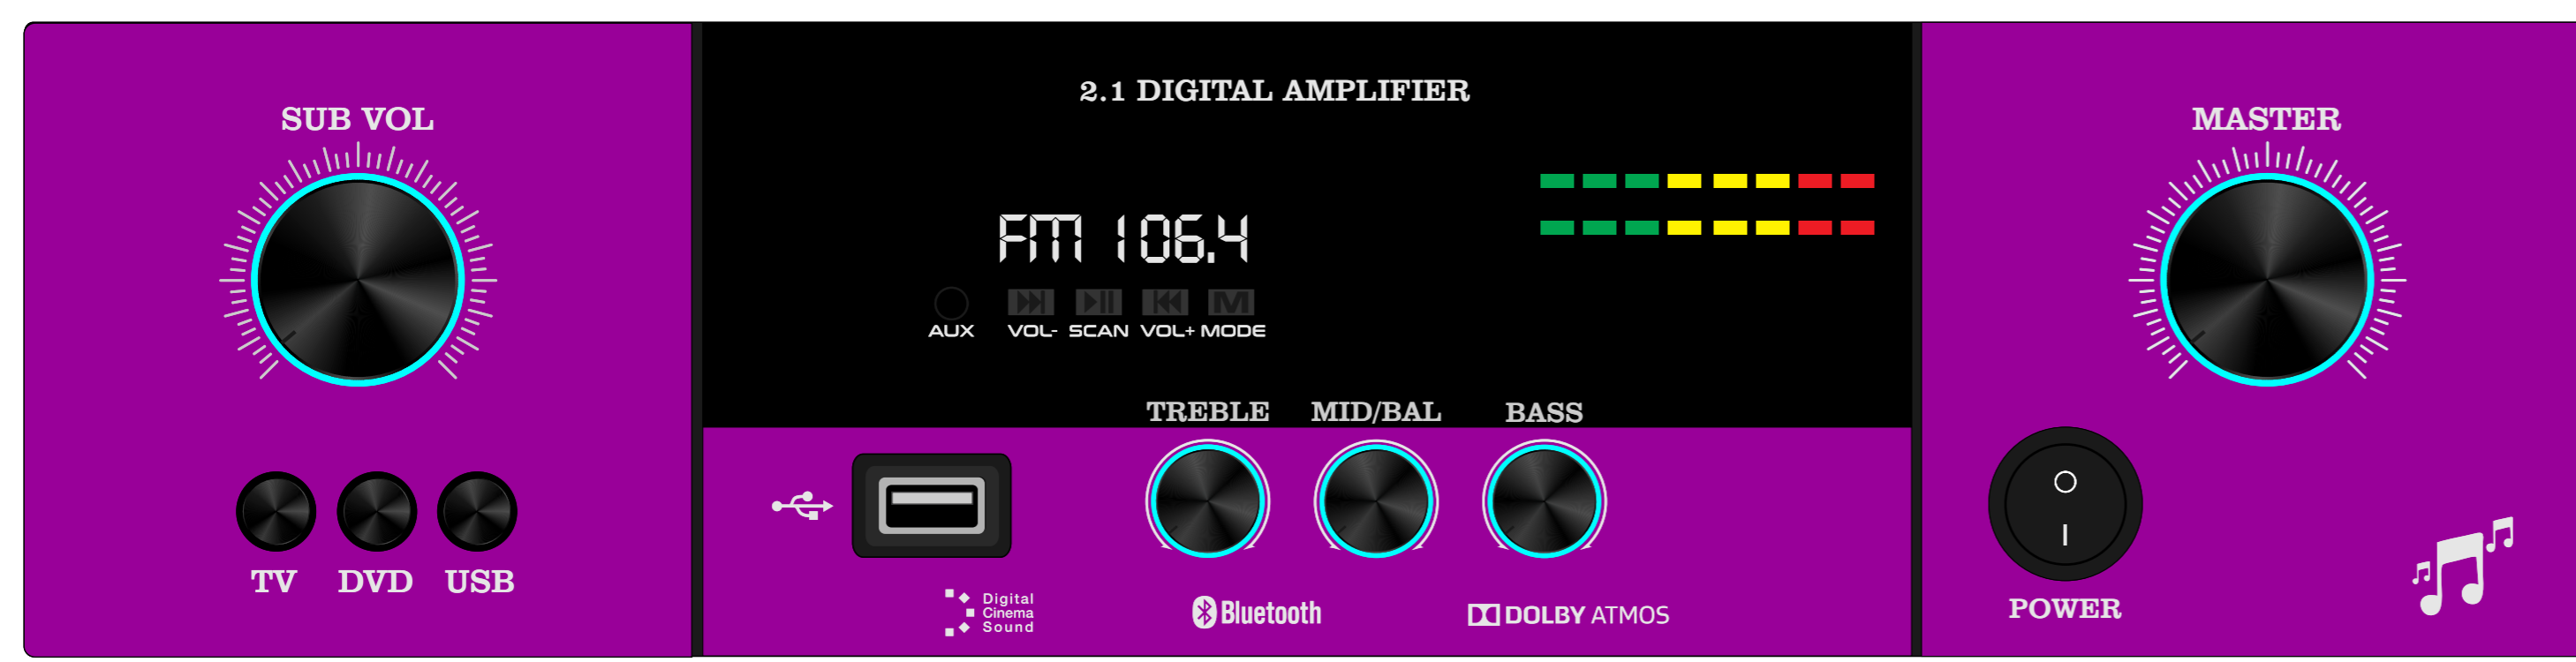 2.1 DIGITAL AMPLIFIER
SUB VOL
MASTER
FM 106.4
M
AUX VOL- SCAN VOL+ MODE
TREBLE MID/BAL BASS
TV DVD USB
Digital
Cinema
Sound
Bluetooth
DOLBY ATMOS
POWER